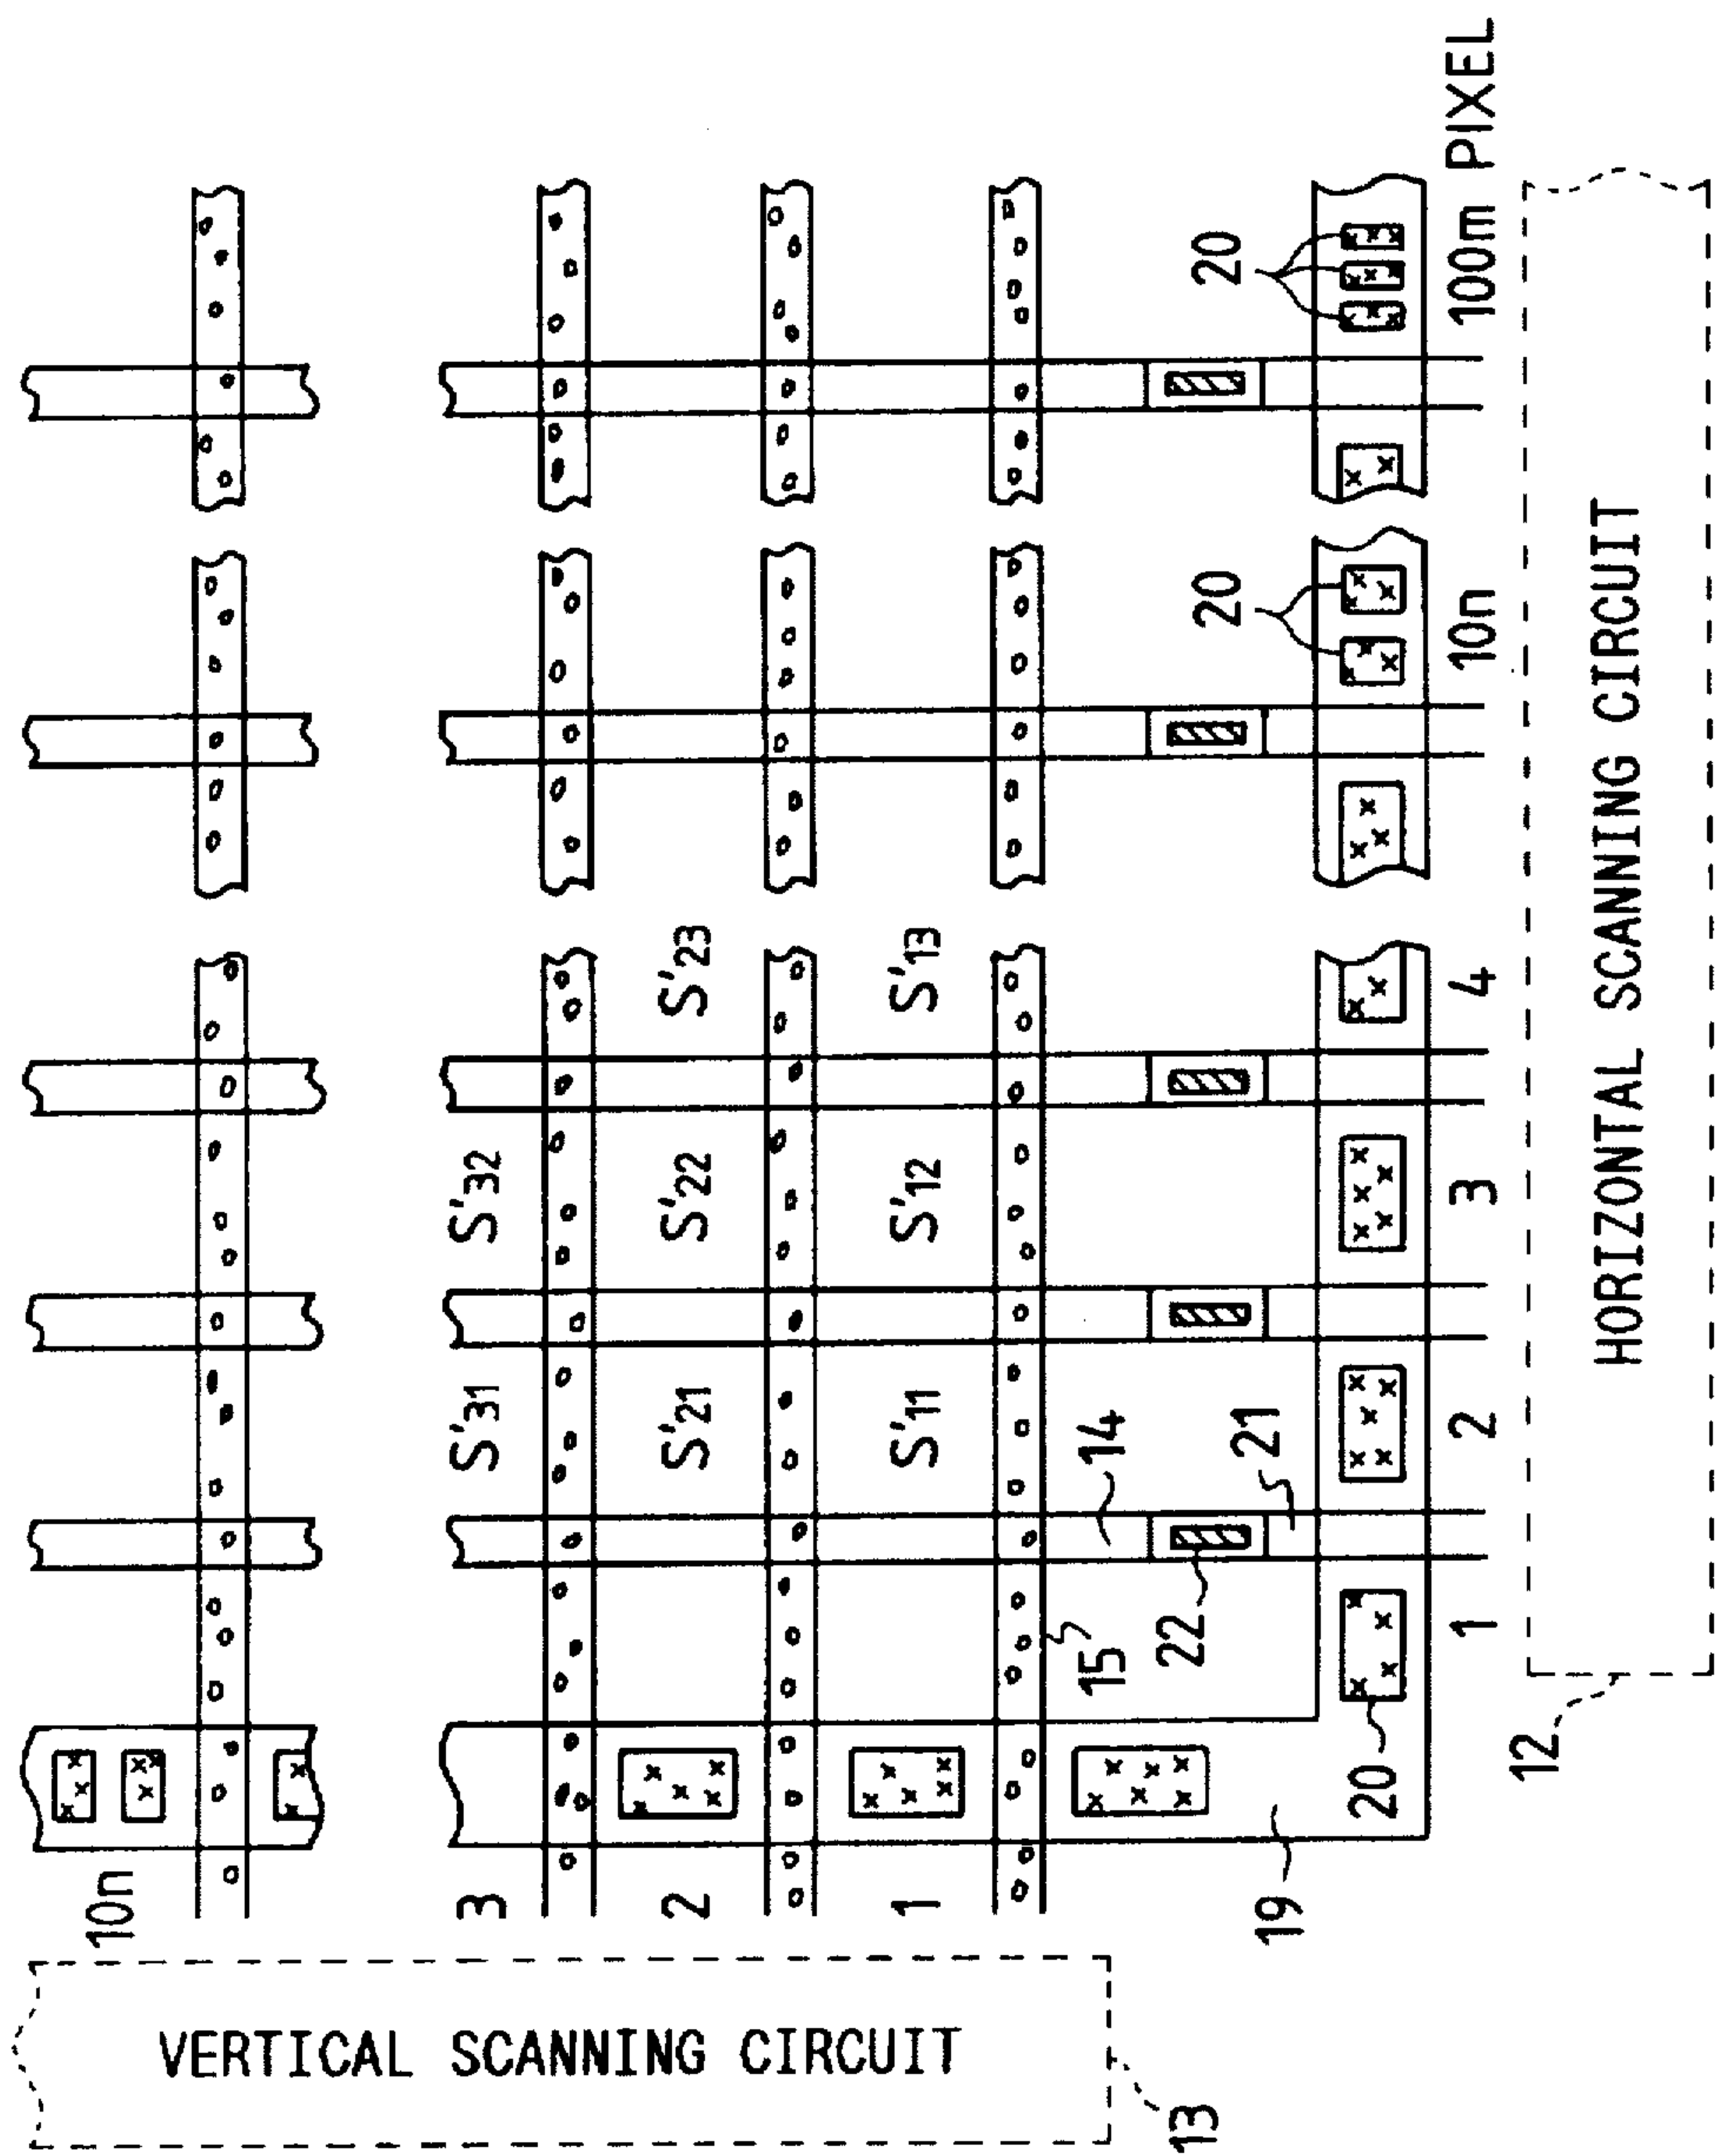 10n
3
2
1
VERTICAL SCANNING CIRCUIT
13
S'31
S'32
S'21
S'22
S'23
S'11
S'12
S'13
15
14
22
21
19
20
20
20
1
2
3
4
10n
100m PIXEL
12
HORIZONTAL SCANNING CIRCUIT